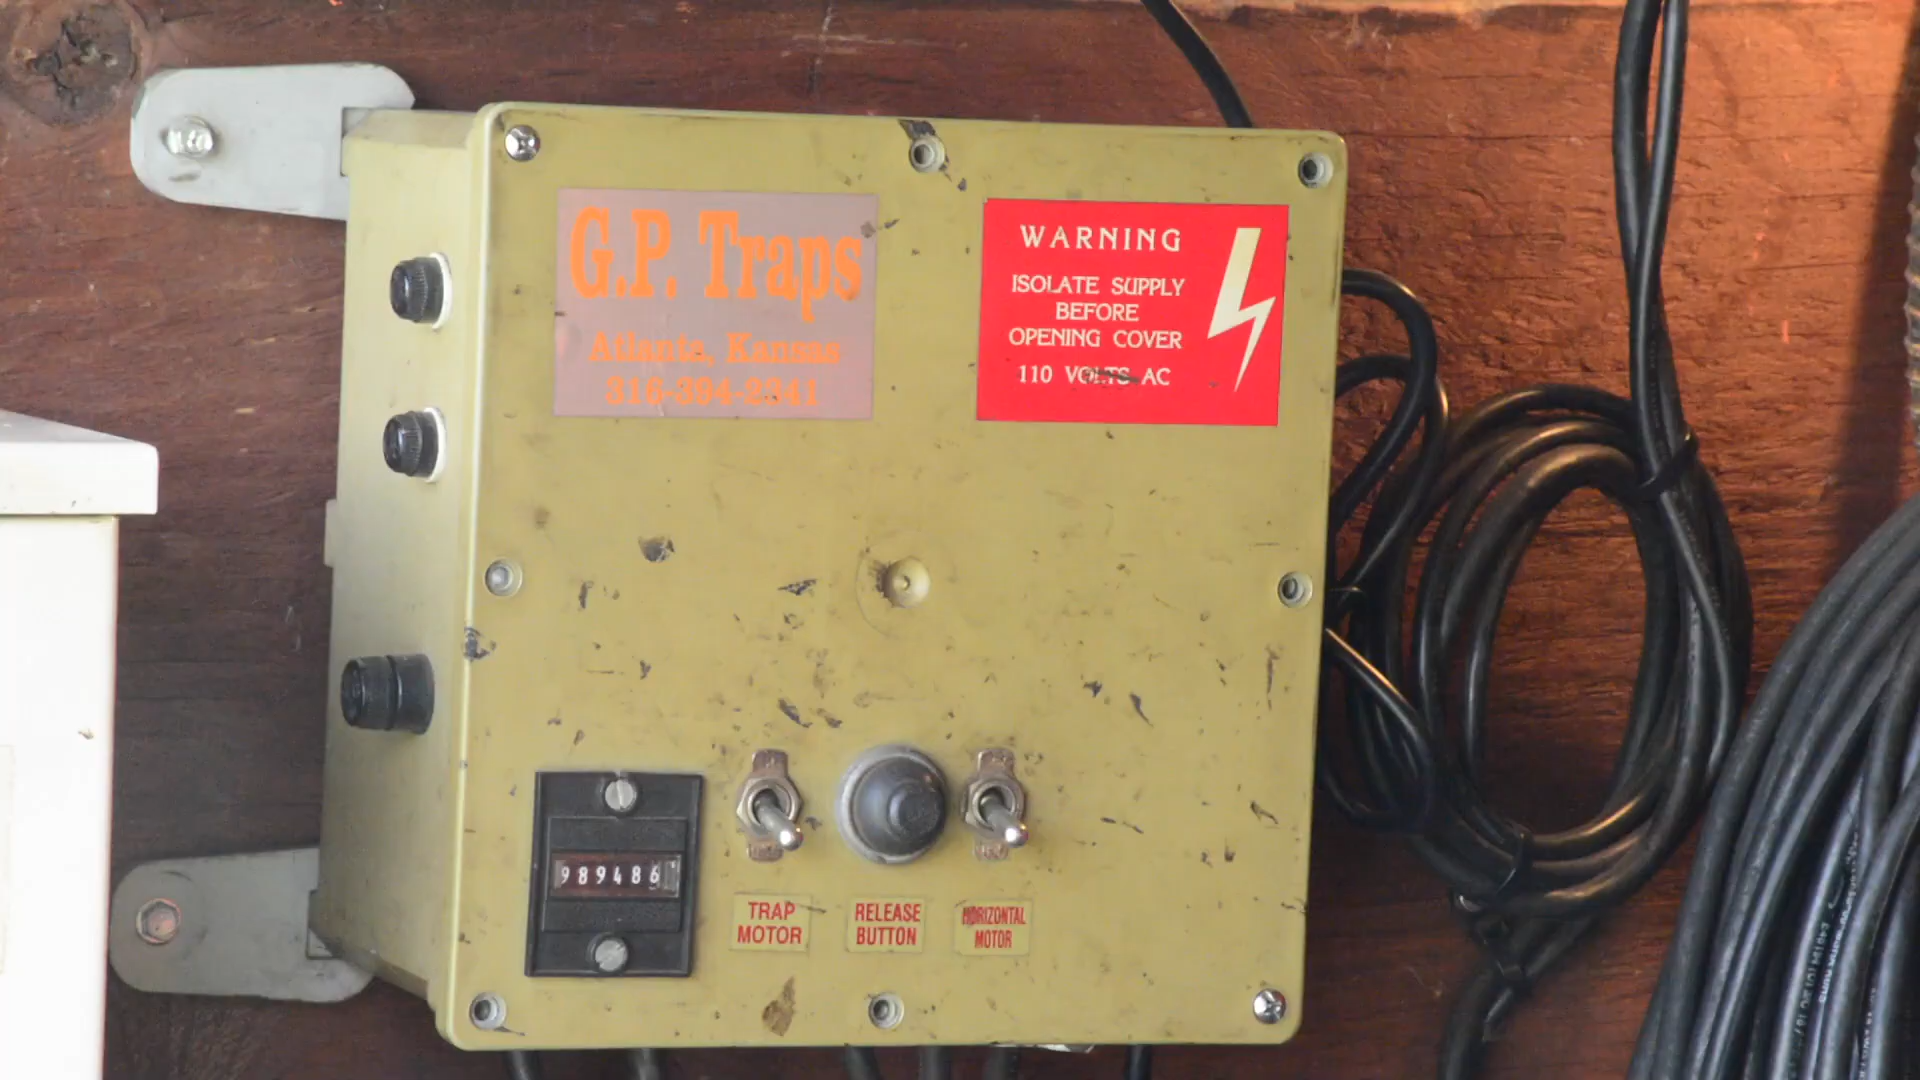 G.P. Traps
Atlanta, Kansas
316-394-2341
WARNING
ISOLATE SUPPLY
BEFORE
OPENING COVER
110 VOLTS AC
989486
TRAP
MOTOR
RELEASE
BUTTON
HORIZONTAL
MOTOR